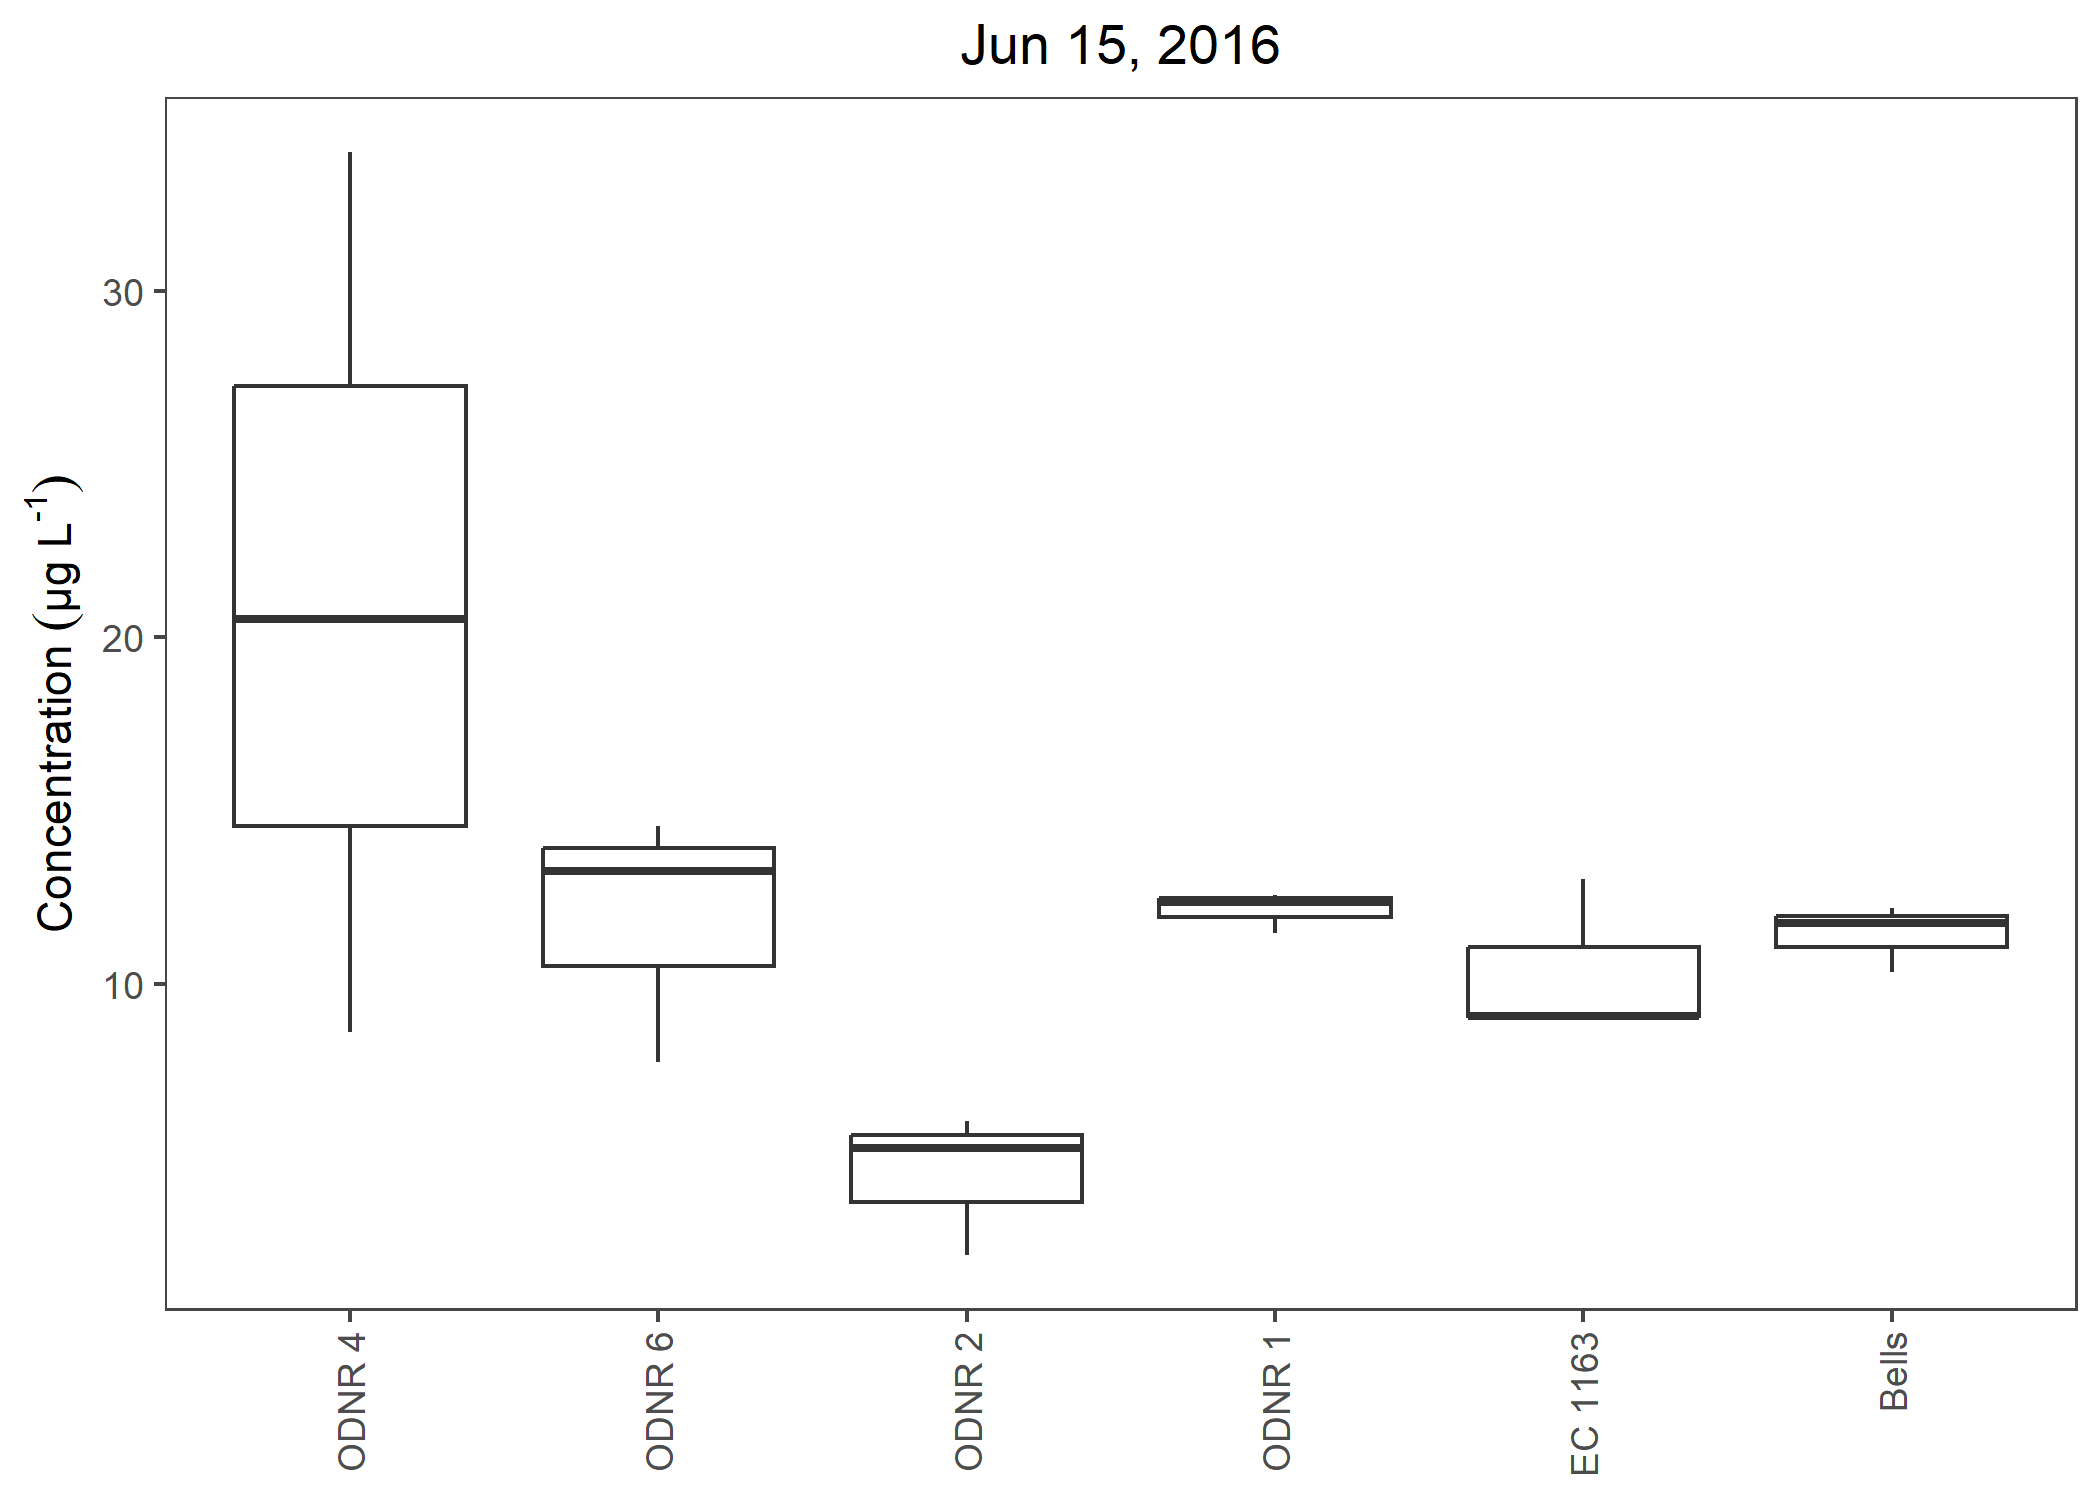 Jun 15, 2016
Concentration (µg L⁻¹)
30
20
10
ODNR 4
ODNR 6
ODNR 2
ODNR 1
EC 1163
Bells